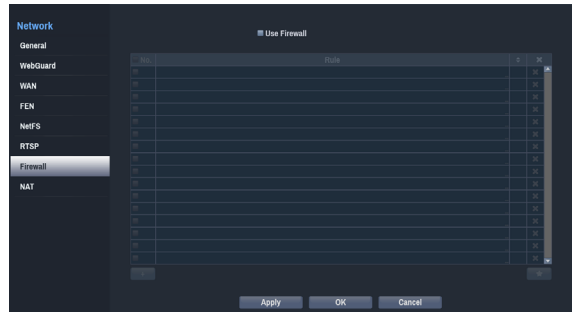 Network
General
WebGuard
WAN
FEN
NetFS
RTSP
Firewall
NAT
Use Firewall
No. Rule
Apply OK Cancel